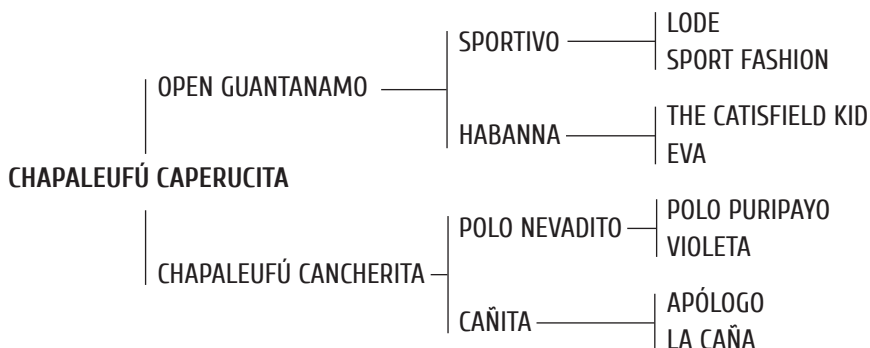 LODE
SPORTIVO
SPORT FASHION
OPEN GUANTANAMO
THE CATISFIELD KID
HABANNA
EVA
CHAPALEUFÚ CAPERUCITA
POLO PURIPAYO
POLO NEVADITO
VIOLETA
CHAPALEUFÚ CANCHERITA
APÓLOGO
CAÑITA
LA CAÑA